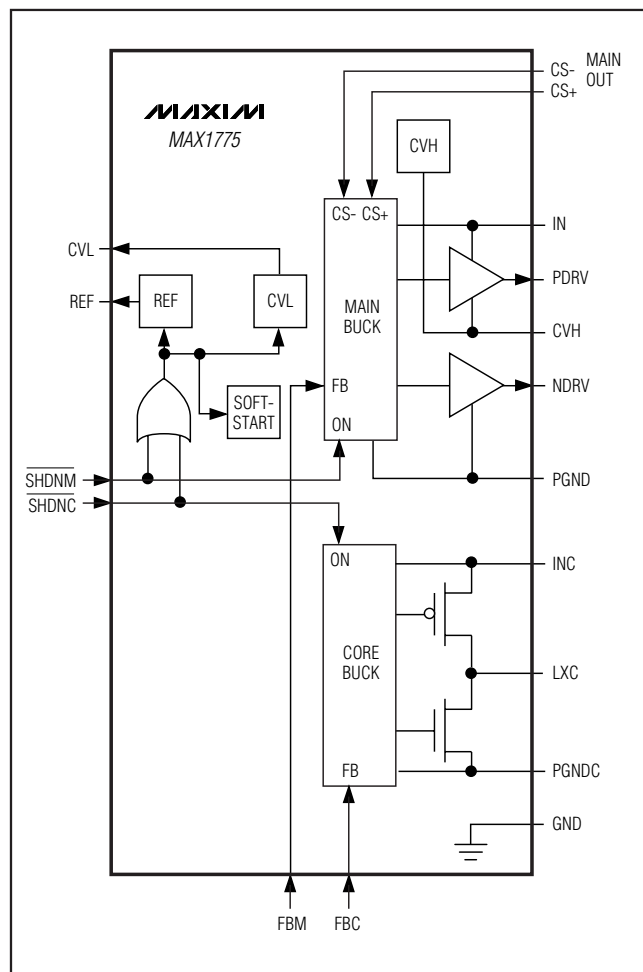 CS-
MAIN
OUT
CS+
MAXIM
MAX1775
CVH
CS- CS+
IN
CVL
PDRV
REF
REF
CVL
MAIN
BUCK
CVH
FB
NDRV
SOFT-
START
ON
SHDNM
PGND
SHDNC
ON
INC
CORE
BUCK
LXC
FB
PGNDC
GND
FBM
FBC